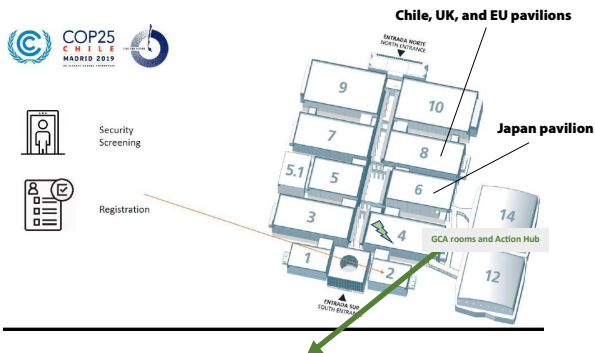 Chile, UK, and EU pavilions
COP25
CHILE
MADRID 2019
ENTRADA NORTE
NORTH ENTRANCE
9
10
Security
Screening
7
8
Japan pavilion
5.1
5
6
Registration
3
4
14
GCA rooms and Action Hub
1
2
12
ENTRADA SUR
SOUTH ENTRANCE